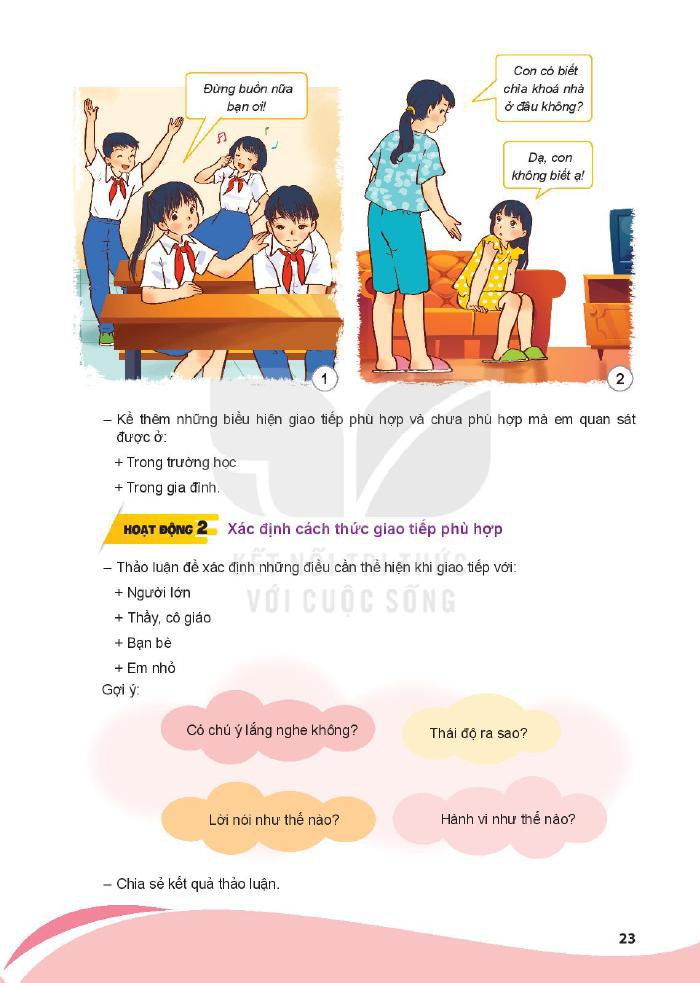 Đừng buồn nữa
bạn ơi!
Con có biết
chìa khoá nhà
ở đâu không?
Dạ, con
không biết ạ!
1
2
– Kể thêm những biểu hiện giao tiếp phù hợp và chưa phù hợp mà em quan sát
được ở:
+ Trong trường học
+ Trong gia đình.
HOẠT ĐỘNG 2 Xác định cách thức giao tiếp phù hợp
KẾT NỐI TRI THỨC
VỚI CUỘC SỐNG
– Thảo luận để xác định những điều cần thể hiện khi giao tiếp với:
+ Người lớn
+ Thầy, cô giáo
+ Bạn bè
+ Em nhỏ
Gợi ý:
Có chú ý lắng nghe không?
Thái độ ra sao?
Lời nói như thế nào?
Hành vi như thế nào?
– Chia sẻ kết quả thảo luận.
23